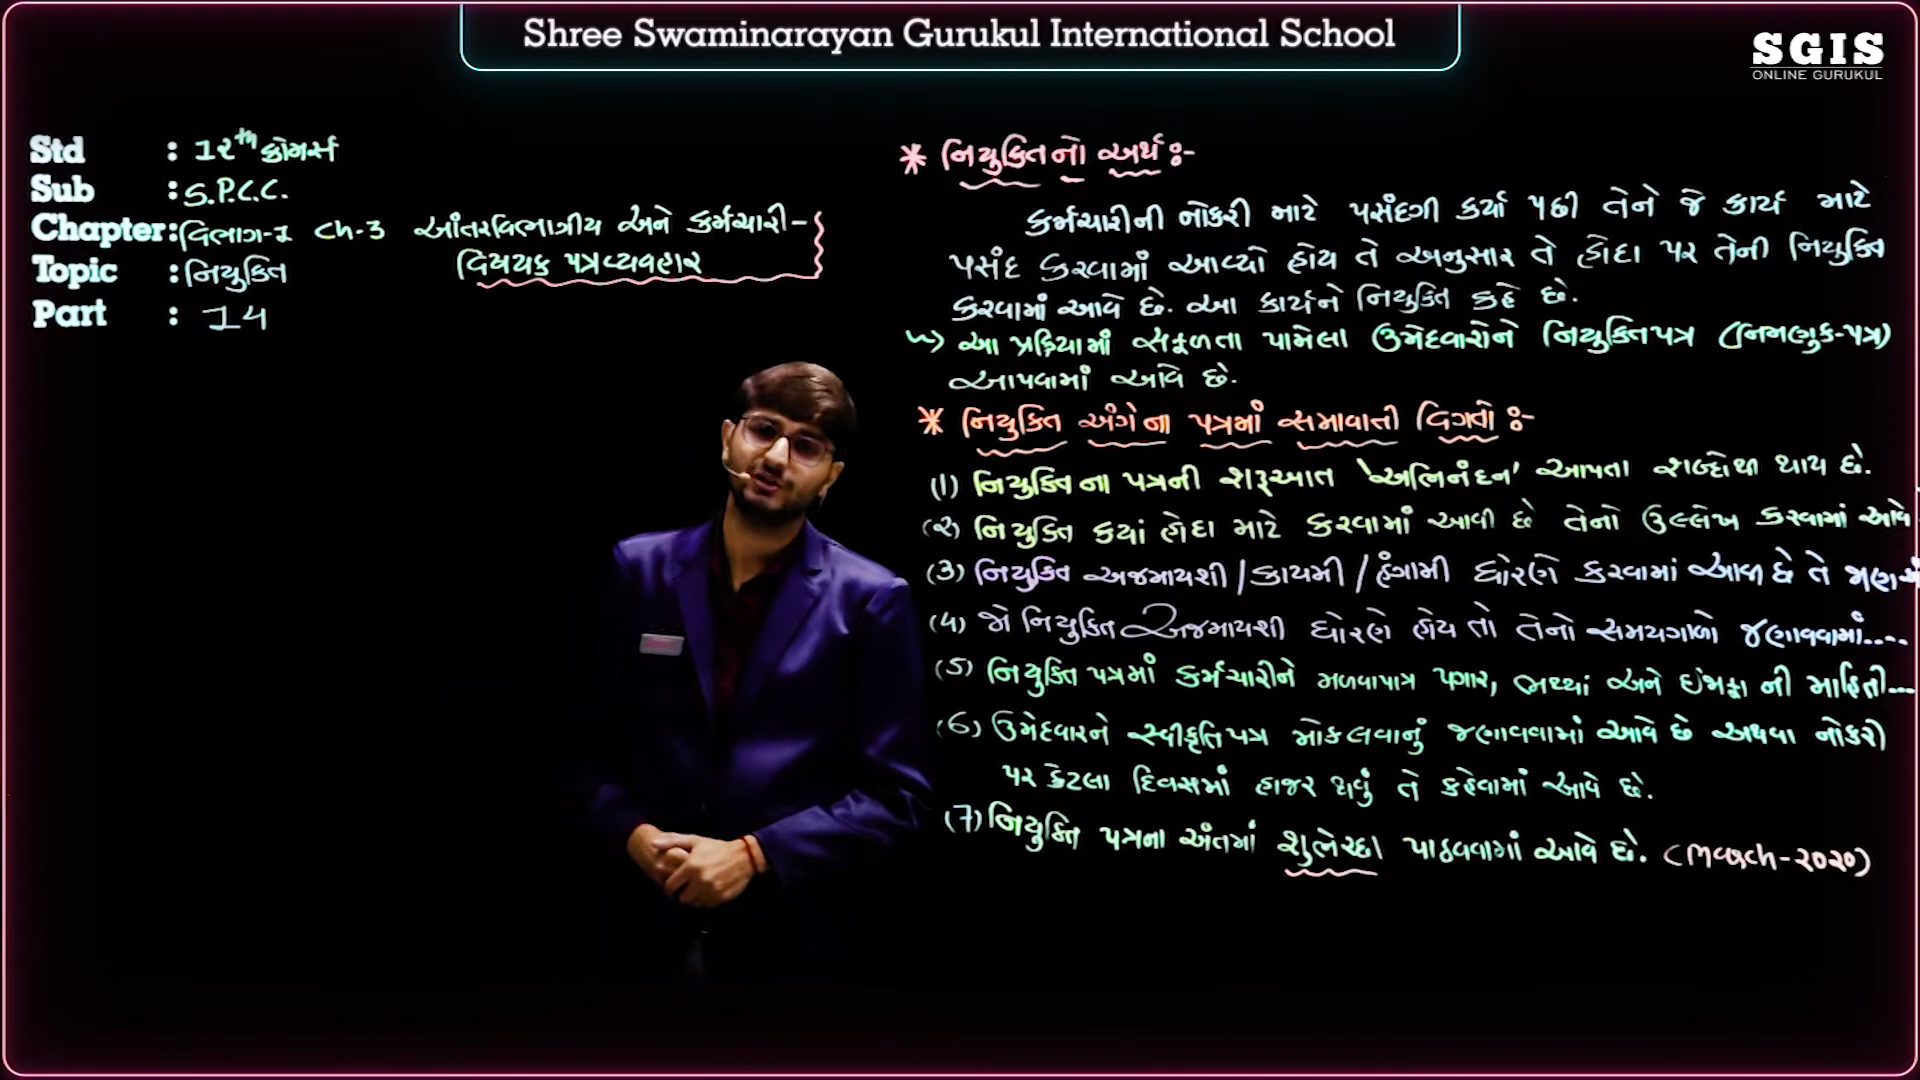 Shree Swaminarayan Gurukul International School
SGIS
ONLINE GURUKUL
Std : 12th કોમર્સ
Sub : S.P.C.C.
Chapter : વિભાગ-1 Ch-3 આંતરવિભાગીય અને કર્મચારી-
વિષયક પત્રવ્યવહાર
Topic : નિયુક્તિ
Part : 14
* નિયુક્તિનો અર્થ :-
કર્મચારીની નોકરી માટે પસંદગી કર્યા પછી તેને જે કાર્ય માટે
પસંદ કરવામાં આવ્યો હોય તે અનુસાર તે હોદા પર તેની નિયુક્તિ
કરવામાં આવે છે. આ કાર્યને નિયુક્તિ કહે છે.
આ પ્રક્રિયામાં સફળતા પામેલા ઉમેદવારોને નિયુક્તિપત્ર (નિમણુક-પત્ર)
આપવામાં આવે છે.
* નિયુક્તિ અંગેના પત્રમાં સમાવાતી વિગતો :-
(1) નિયુક્તિના પત્રની શરૂઆત 'અભિનંદન' આપતા શબ્દોથી થાય છે.
(૨) નિયુક્તિ કયાં હોદા માટે કરવામાં આવી છે તેનો ઉલ્લેખ કરવામાં આવે
(3) નિયુક્તિ અજમાયશી / કાયમી / હંગામી ધોરણે કરવામાં આવી છે તે
(4) જો નિયુક્તિ અજમાયશી ધોરણે હોય તો તેનો સમયગાળો જણાવવામાં....
(5) નિયુક્તિ પત્રમાં કર્મચારીને મળવાપાત્ર પગાર, ભથ્થાં અને ઈજાફા ની માહિતી...
(6) ઉમેદવારને સ્વીકૃતિપત્ર મોકલવાનું જણાવવામાં આવે છે અથવા નોકરી
પર કેટલા દિવસમાં હાજર થવું તે કહેવામાં આવે છે.
(7) નિયુક્તિ પત્રના અંતમાં શુભેચ્છા પાઠવવામાં આવે છે. (March-૨૦૨૦)